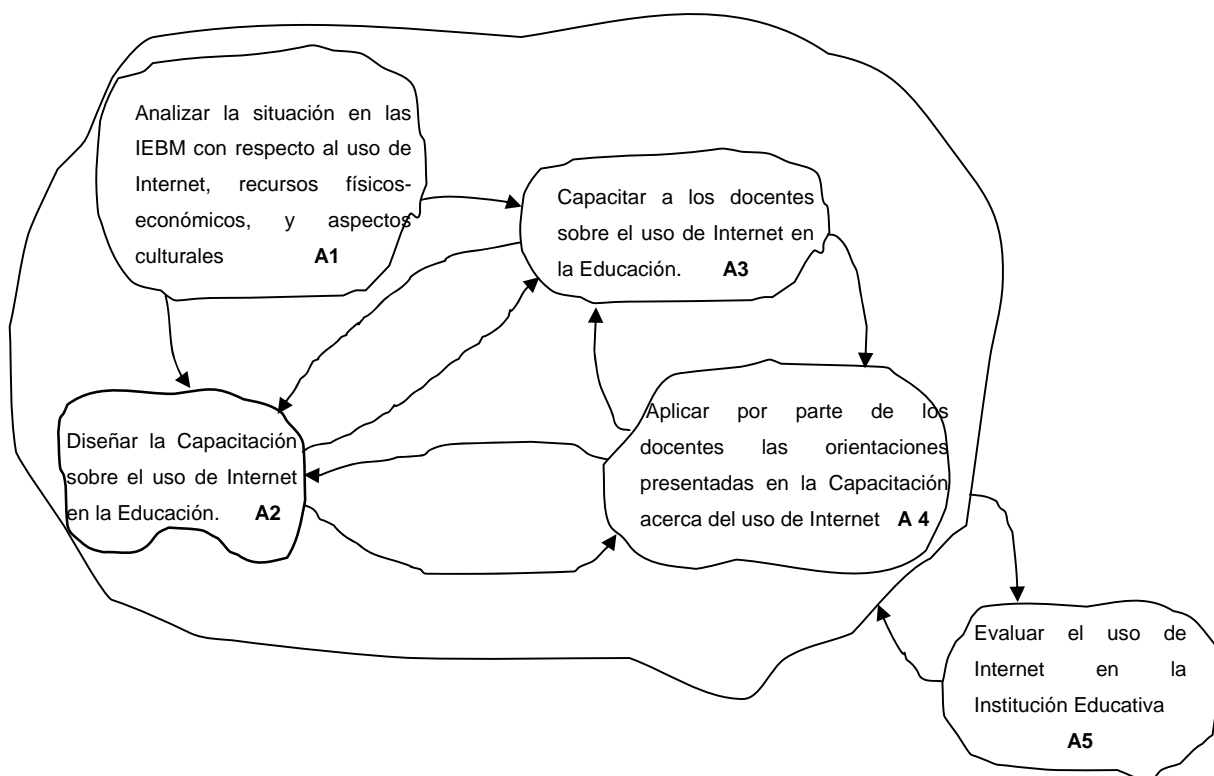 Analizar la situación en las
IEBM con respecto al uso de
Internet, recursos físicos-
económicos, y aspectos
culturales A1
Capacitar a los docentes
sobre el uso de Internet en
la Educación. A3
Diseñar la Capacitación
sobre el uso de Internet
en la Educación. A2
Aplicar por parte de los
docentes las orientaciones
presentadas en la Capacitación
acerca del uso de Internet A 4
Evaluar el uso de
Internet en la
Institución Educativa
A5